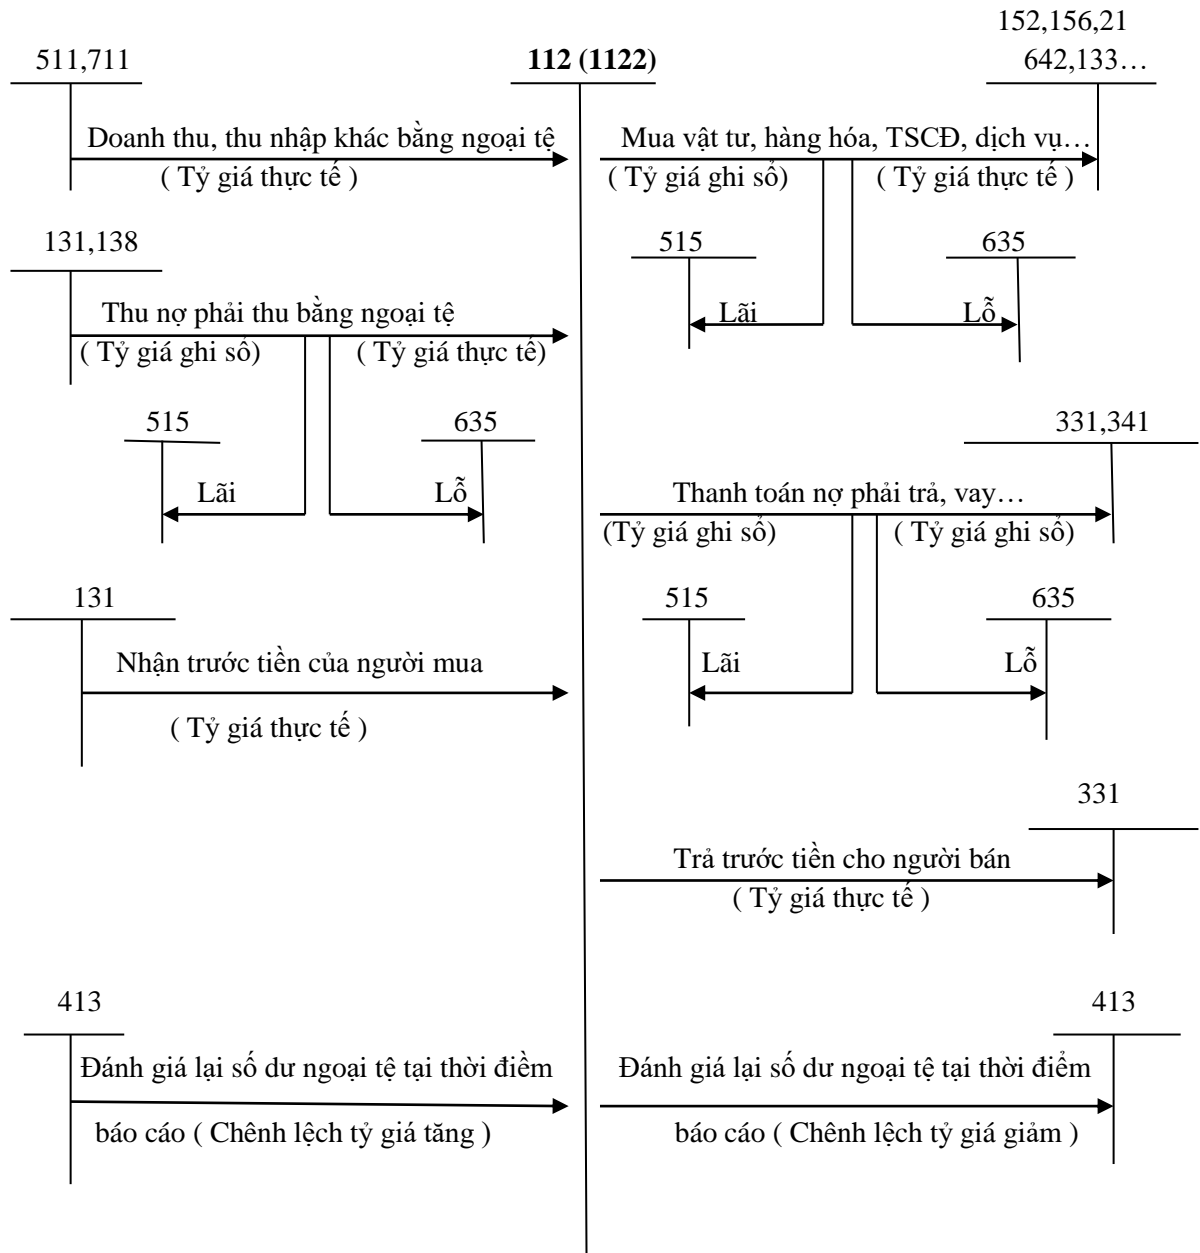 152,156,21
511,711
112 (1122)
642,133…
Doanh thu, thu nhập khác bằng ngoại tệ
( Tỷ giá thực tế )
Mua vật tư, hàng hóa, TSCĐ, dịch vụ…
( Tỷ giá ghi sổ)
( Tỷ giá thực tế )
131,138
515
635
Lãi
Lỗ
Thu nợ phải thu bằng ngoại tệ
( Tỷ giá ghi sổ)
( Tỷ giá thực tế)
515
635
Lãi
Lỗ
331,341
Thanh toán nợ phải trả, vay…
(Tỷ giá ghi sổ)
( Tỷ giá ghi sổ)
131
515
635
Lãi
Lỗ
Nhận trước tiền của người mua
( Tỷ giá thực tế )
331
Trả trước tiền cho người bán
( Tỷ giá thực tế )
413
413
Đánh giá lại số dư ngoại tệ tại thời điềm
báo cáo ( Chênh lệch tỷ giá tăng )
Đánh giá lại số dư ngoại tệ tại thời điểm
báo cáo ( Chênh lệch tỷ giá giảm )